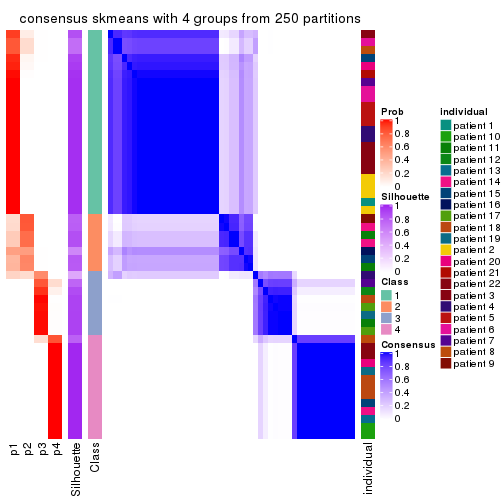 consensus skmeans with 4 groups from 250 partitions
Prob
1
0.8
0.6
0.4
0.2
0
Silhouette
1
0.8
0.6
0.4
0.2
0
Class
1
2
3
4
Consensus
1
0.8
0.6
0.4
0.2
0
individual
patient 1
patient 10
patient 11
patient 12
patient 13
patient 14
patient 15
patient 16
patient 17
patient 18
patient 19
patient 2
patient 20
patient 21
patient 22
patient 3
patient 4
patient 5
patient 6
patient 7
patient 8
patient 9
p1
p2
p3
p4
Silhouette
Class
individual